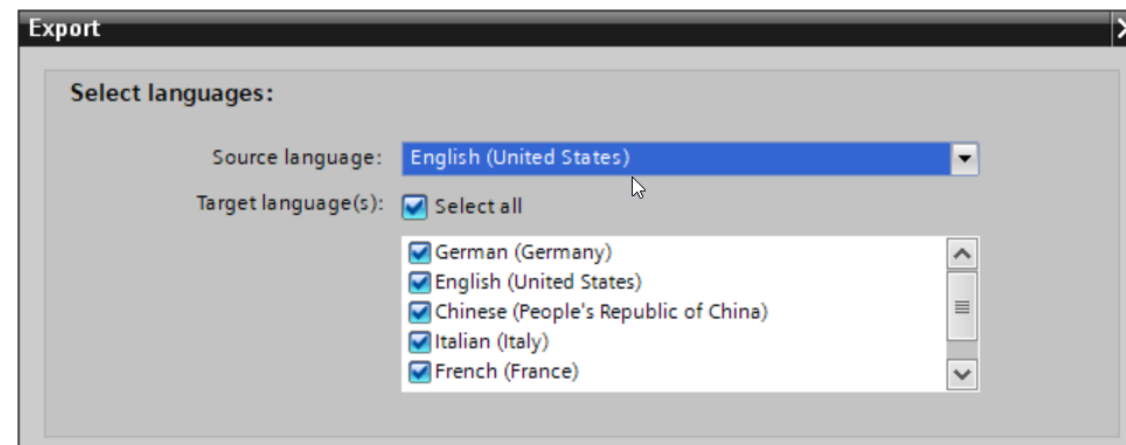 Export
Select languages:
Source language: English (United States)
Target language(s): Select all
German (Germany)
English (United States)
Chinese (People's Republic of China)
Italian (Italy)
French (France)